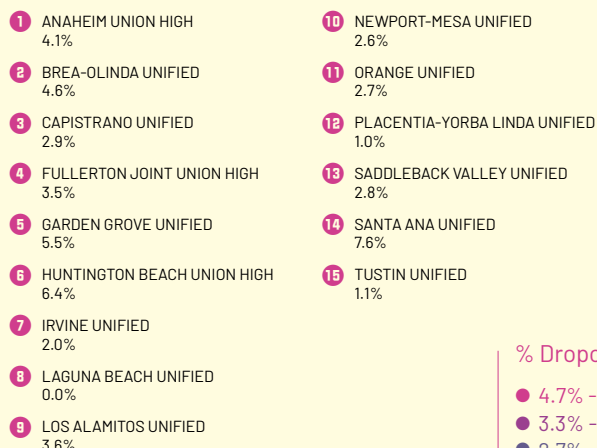 1 ANAHEIM UNION HIGH
4.1%
2 BREA-OLINDA UNIFIED
4.6%
3 CAPISTRANO UNIFIED
2.9%
4 FULLERTON JOINT UNION HIGH
3.5%
5 GARDEN GROVE UNIFIED
5.5%
6 HUNTINGTON BEACH UNION HIGH
6.4%
7 IRVINE UNIFIED
2.0%
8 LAGUNA BEACH UNIFIED
0.0%
9 LOS ALAMITOS UNIFIED
3.6%
10 NEWPORT-MESA UNIFIED
2.6%
11 ORANGE UNIFIED
2.7%
12 PLACENTIA-YORBA LINDA UNIFIED
1.0%
13 SADDLEBACK VALLEY UNIFIED
2.8%
14 SANTA ANA UNIFIED
7.6%
15 TUSTIN UNIFIED
1.1%
% Dropo
4.7% -
3.3% -